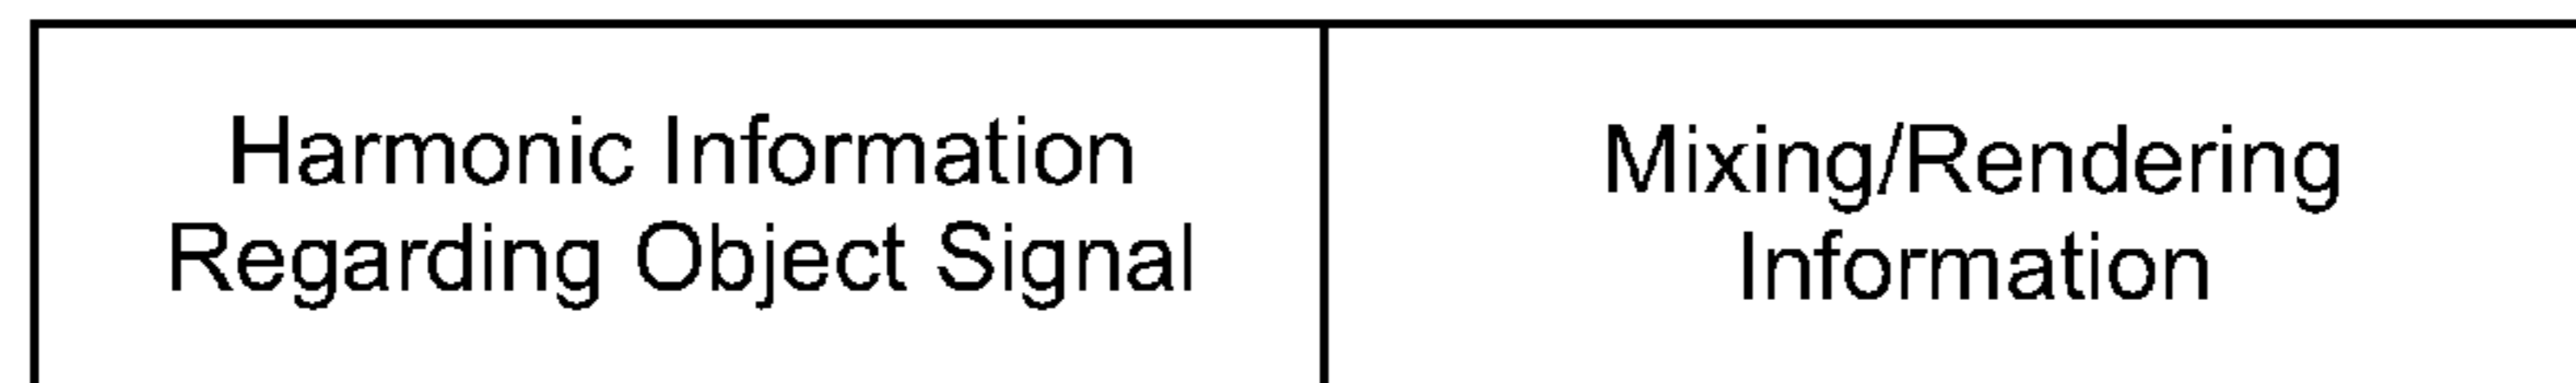 Harmonic Information
Regarding Object Signal
Mixing/Rendering
Information